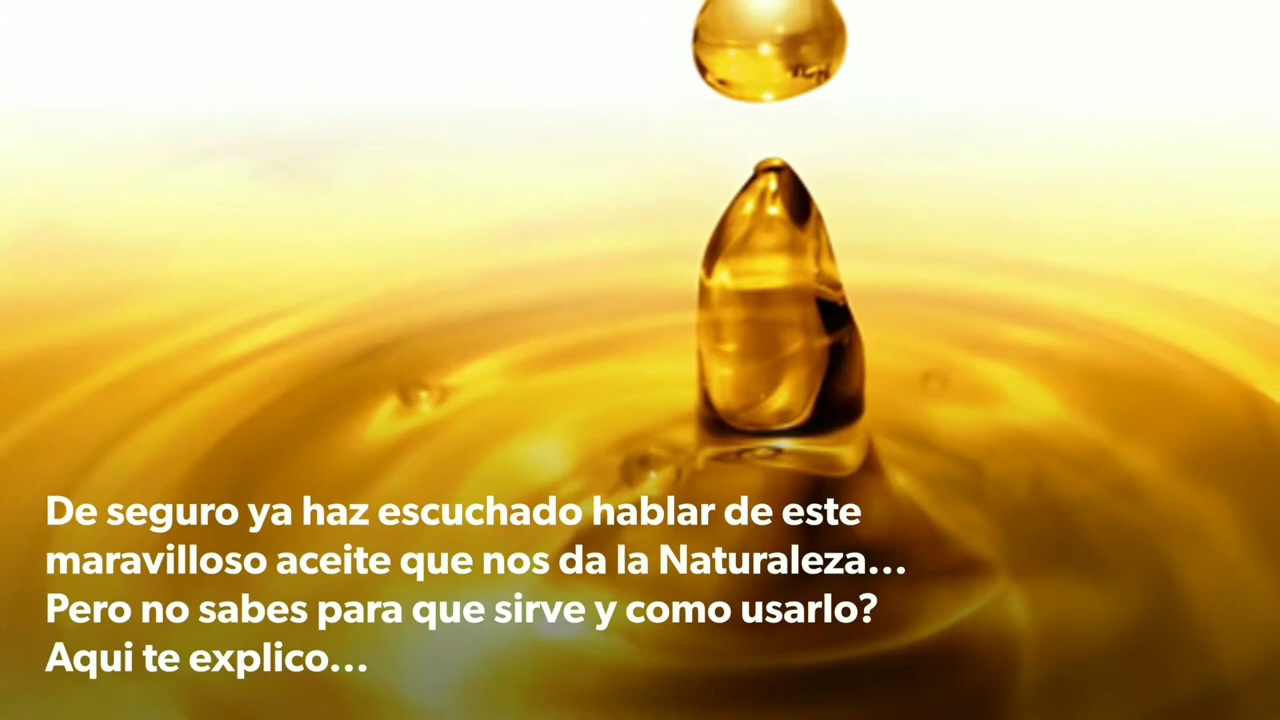 De seguro ya haz escuchado hablar de este
maravilloso aceite que nos da la Naturaleza...
Pero no sabes para que sirve y como usarlo?
Aqui te explico...